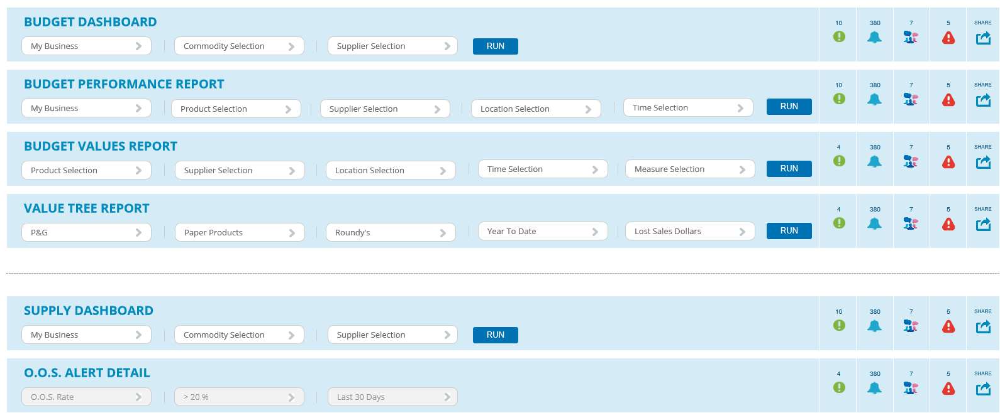 BUDGET DASHBOARD
10 380 7 5 SHARE
My Business Commodity Selection Supplier Selection RUN
BUDGET PERFORMANCE REPORT
10 380 7 5 SHARE
My Business Product Selection Supplier Selection Location Selection Time Selection RUN
BUDGET VALUES REPORT
4 380 7 5 SHARE
Product Selection Supplier Selection Location Selection Time Selection Measure Selection RUN
VALUE TREE REPORT
4 380 7 5 SHARE
P&G Paper Products Roundy's Year To Date Lost Sales Dollars RUN
SUPPLY DASHBOARD
10 380 7 5 SHARE
My Business Commodity Selection Supplier Selection RUN
O.O.S. ALERT DETAIL
4 380 7 5 SHARE
O.O.S. Rate > 20 % Last 30 Days